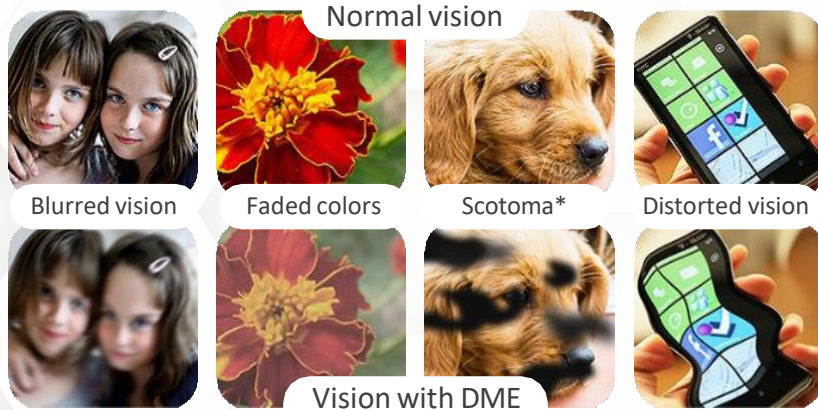 Normal vision
Blurred vision
Faded colors
Scotoma*
Distorted vision
Vision with DME